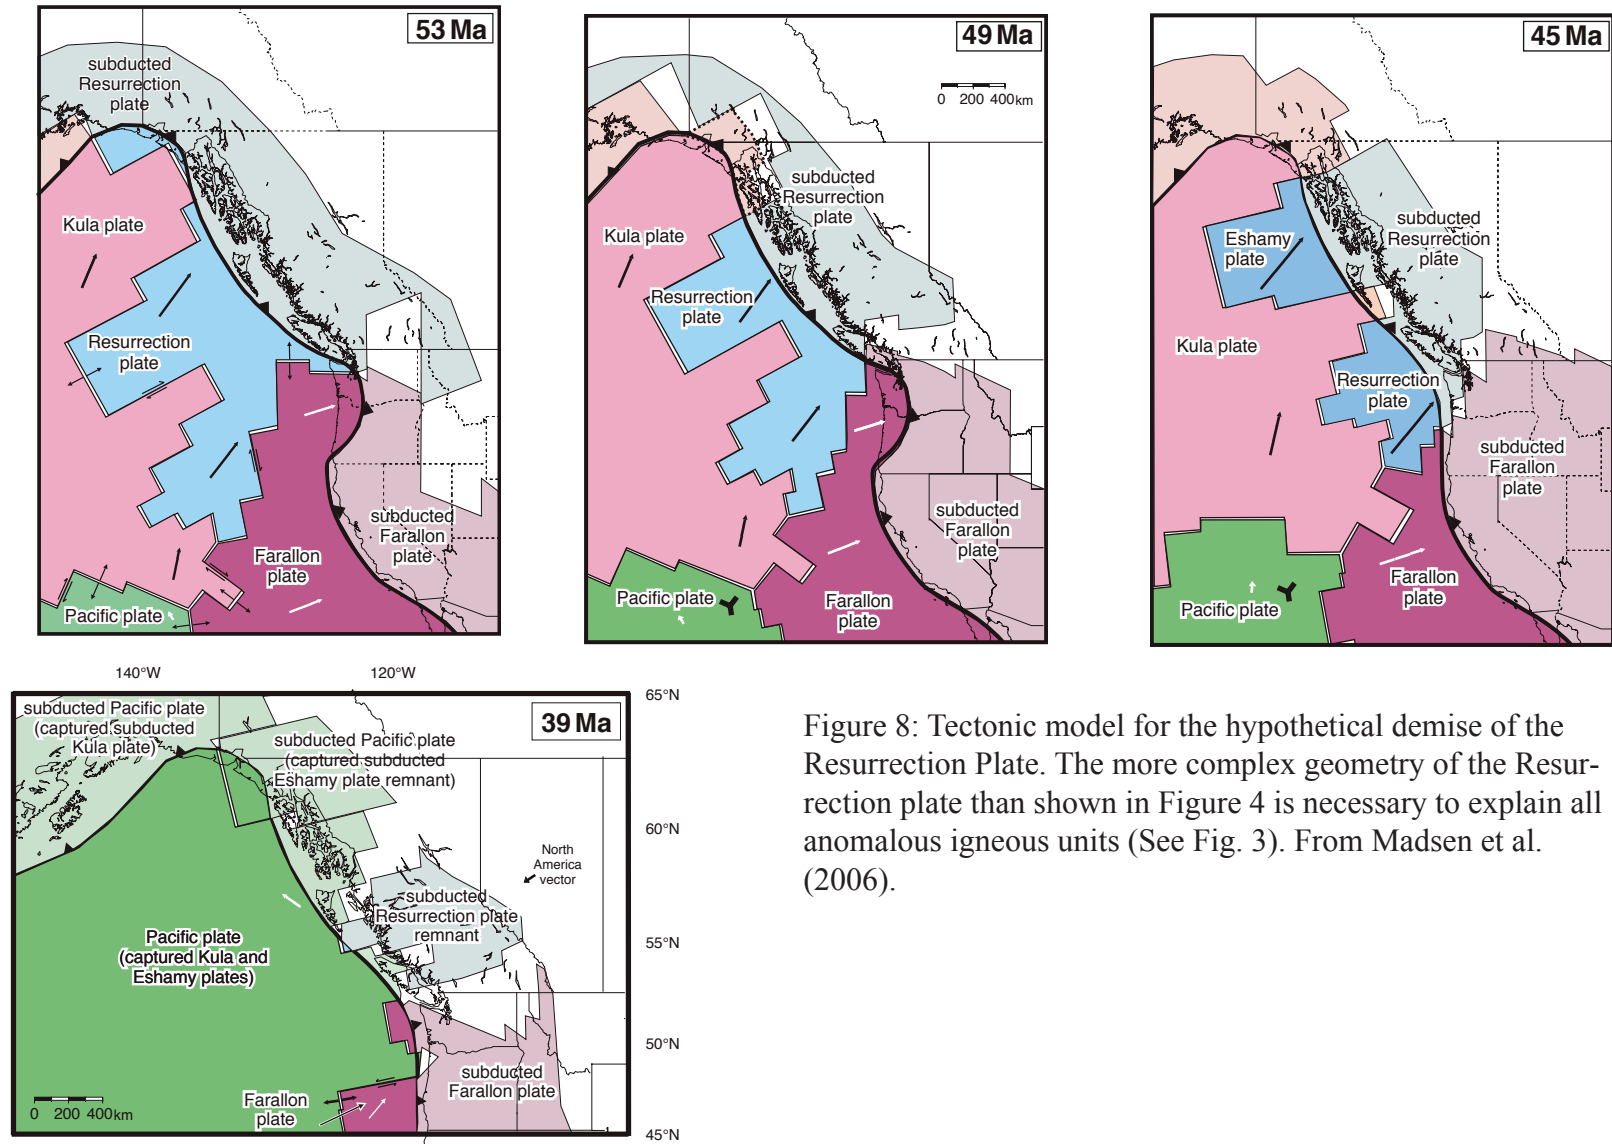 53 Ma
subducted
Resurrection
plate
Kula plate
Resurrection
plate
Farallon
plate
subducted
Farallon
plate
Pacific plate
49 Ma
0 200 400km
subducted
Resurrection
plate
Kula plate
Resurrection
plate
subducted
Farallon
plate
Pacific plate
Farallon
plate
45 Ma
Eshamy
plate
subducted
Resurrection
plate
Kula plate
Resurrection
plate
subducted
Farallon
plate
Farallon
plate
Pacific plate
140°W 120°W
65°N
60°N
55°N
50°N
45°N
39 Ma
subducted Pacific plate
(captured subducted
Kula plate)
subducted Pacific plate
(captured subducted
Eshamy plate remnant)
North
America
vector
subducted
Resurrection plate
remnant
Pacific plate
(captured Kula and
Eshamy plates)
subducted
Farallon plate
Farallon
plate
0 200 400km
Figure 8: Tectonic model for the hypothetical demise of the
Resurrection Plate. The more complex geometry of the Resur-
rection plate than shown in Figure 4 is necessary to explain all
anomalous igneous units (See Fig. 3). From Madsen et al.
(2006).